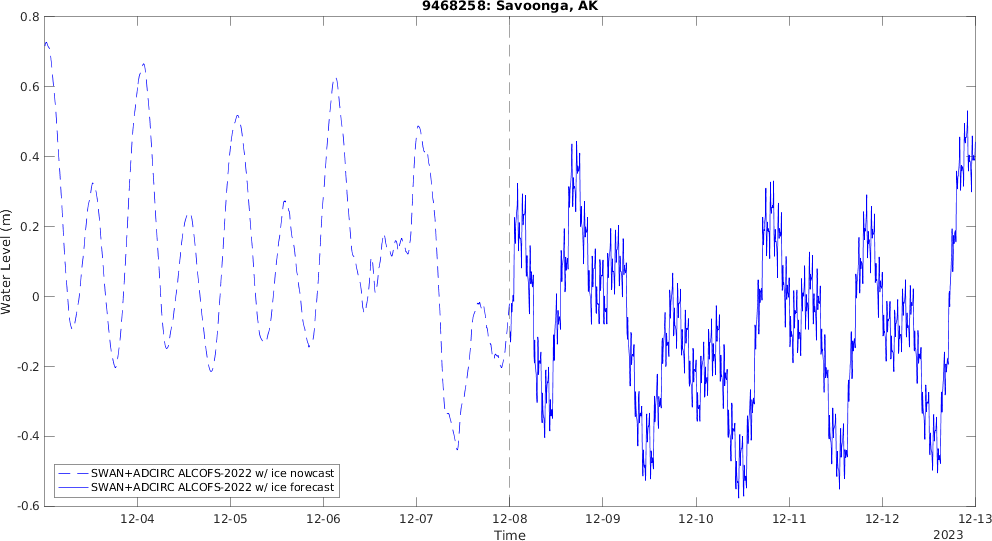 9468258: Savoonga, AK
Water Level (m)
0.8
0.6
0.4
0.2
0
-0.2
-0.4
-0.6
SWAN+ADCIRC ALCOFS-2022 w/ ice nowcast
SWAN+ADCIRC ALCOFS-2022 w/ ice forecast
12-04 12-05 12-06 12-07 12-08 12-09 12-10 12-11 12-12 12-13
Time
2023